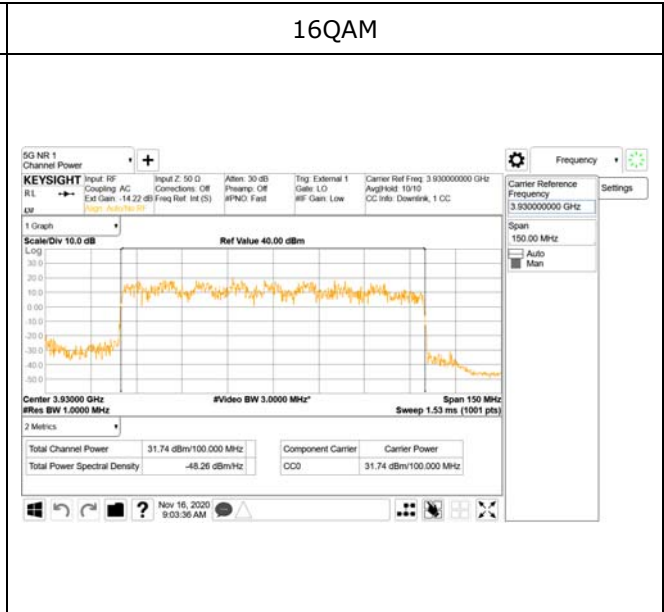 16QAM
5G NR 1
Channel Power
+
Frequency
KEYSIGHT Input: RF Input Z: 50 Ω Atten: 30 dB Trig: External 1 Carrier Ref Freq: 3.930000000 GHz
RL Coupling: AC Corrections: Off Preamp: Off Gate: LO Avg|Hold: 10/10
Ext Gain: -14.22 dB Freq Ref: Int (S) #PNO: Fast #IF Gain: Low CC Info: Downlink, 1 CC
Align: Auto/No RF
Carrier Reference
Frequency
3.930000000 GHz
Settings
Span
150.00 MHz
Auto
Man
1 Graph
Scale/Div 10.0 dB Ref Value 40.00 dBm
Log
30.0
20.0
10.0
0.00
-10.0
-20.0
-30.0
-40.0
-50.0
Center 3.93000 GHz #Video BW 3.0000 MHz* Span 150 MHz
#Res BW 1.0000 MHz Sweep 1.53 ms (1001 pts)
2 Metrics
Total Channel Power 31.74 dBm/100.000 MHz Component Carrier Carrier Power
Total Power Spectral Density -48.26 dBm/Hz CC0 31.74 dBm/100.000 MHz
? Nov 16, 2020
9:03:36 AM